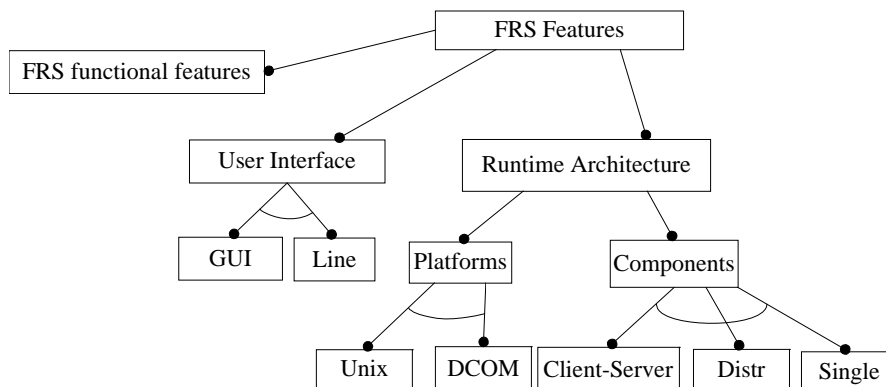 FRS Features
FRS functional features
User Interface
Runtime Architecture
GUI
Line
Platforms
Components
Unix
DCOM
Client-Server
Distr
Single